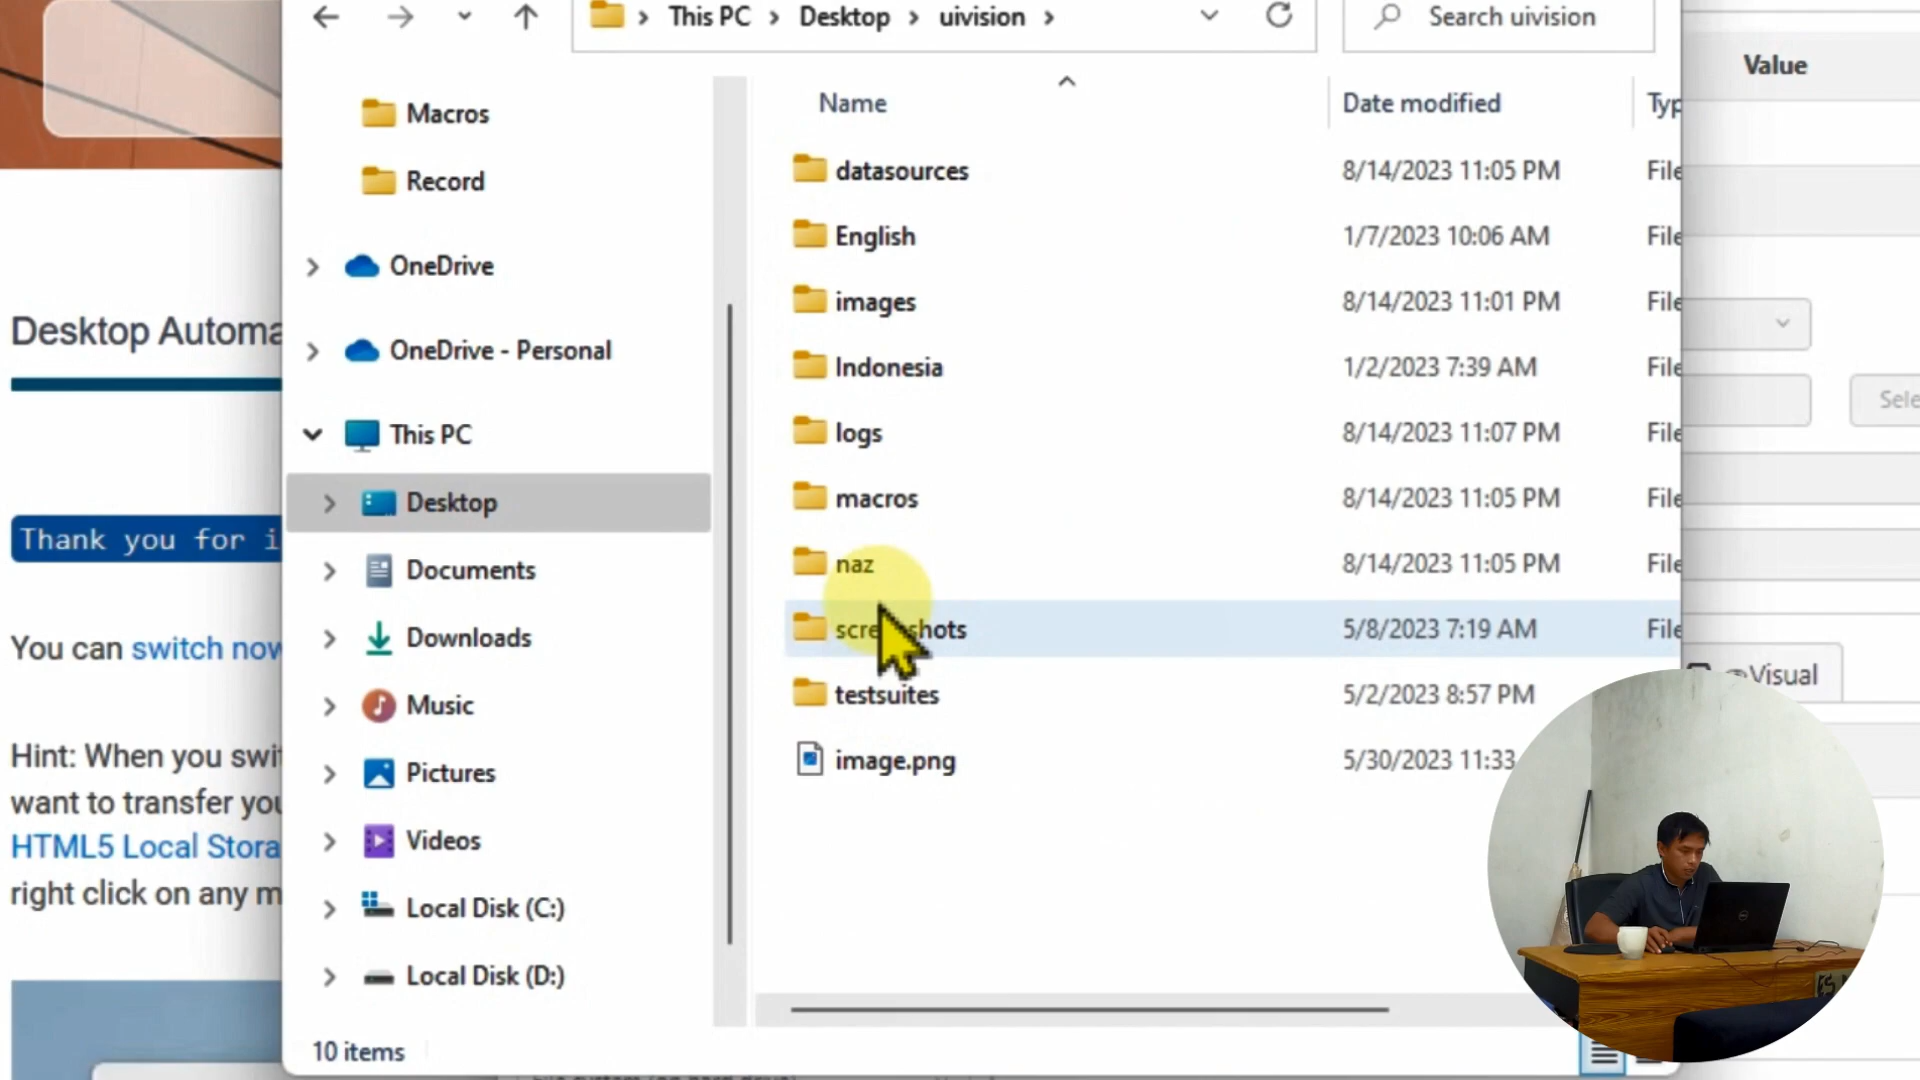 This PC > Desktop > uivision >
Search uivision
Value
Name
Date modified
Macros
Record
OneDrive
OneDrive - Personal
This PC
Desktop
Documents
Downloads
Music
Pictures
Videos
Local Disk (C:)
Local Disk (D:)
datasources 8/14/2023 11:05 PM File
English 1/7/2023 10:06 AM File
images 8/14/2023 11:01 PM File
Indonesia 1/2/2023 7:39 AM File
logs 8/14/2023 11:07 PM File
macros 8/14/2023 11:05 PM File
naz 8/14/2023 11:05 PM File
screenshots 5/8/2023 7:19 AM File
testsuites 5/2/2023 8:57 PM
image.png 5/30/2023 11:33
10 items
Desktop Automa
Thank you for i
You can switch now
Hint: When you swit
want to transfer you
HTML5 Local Stora
right click on any m
Sele
Visual